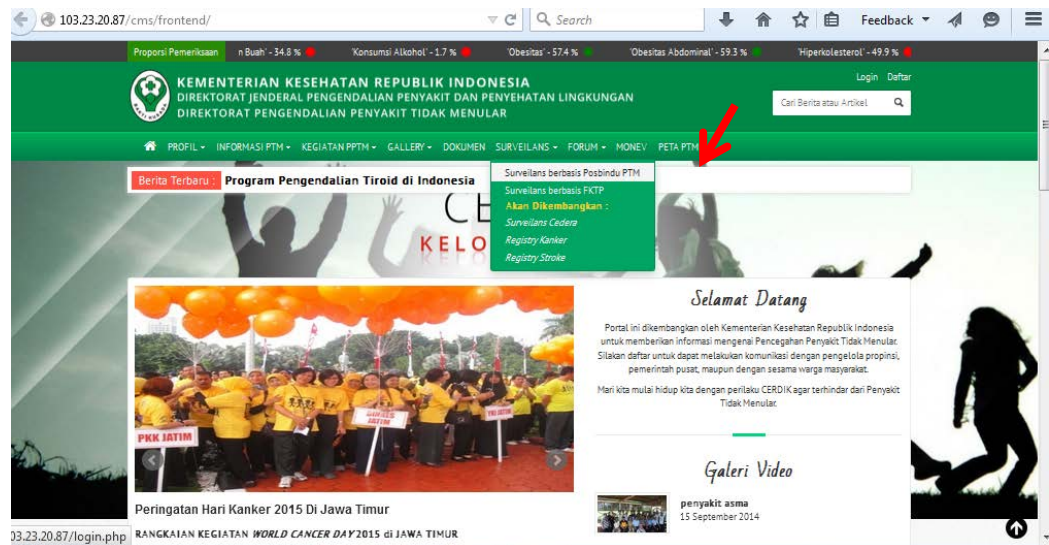 103.23.20.87/cms/frontend/
Search
Feedback
Proporsi Pemeriksaan
n Buah' - 34.8 %
'Konsumsi Alkohol' - 1.7 %
'Obesitas' - 57.4 %
'Obesitas Abdominal' - 59.3 %
'Hiperkolesterol' - 49.9 %
KEMENTERIAN KESEHATAN REPUBLIK INDONESIA
DIREKTORAT JENDERAL PENGENDALIAN PENYAKIT DAN PENYEHATAN LINGKUNGAN
DIREKTORAT PENGENDALIAN PENYAKIT TIDAK MENULAR
Login Daftar
Cari Berita atau Artikel
PROFIL INFORMASI PTM KEGIATAN PPTM GALLERY DOKUMEN SURVEILANS FORUM MONEV PETA PTM
Berita Terbaru : Program Pengendalian Tiroid di Indonesia
Surveilans berbasis Posbindu PTM
Surveilans berbasis FKTP
Akan Dikembangkan :
Surveilans Cedera
Registry Kanker
Registry Stroke
CE
KELO
PKK JATIM
Selamat Datang
Portal ini dikembangkan oleh Kementerian Kesehatan Republik Indonesia
untuk memberikan informasi mengenai Pencegahan Penyakit Tidak Menular.
Silakan daftar untuk dapat melakukan komunikasi dengan pengelola propinsi,
pemerintah pusat, maupun dengan sesama warga masyarakat.
Mari kita mulai hidup kita dengan perilaku CERDIK agar terhindar dari Penyakit
Tidak Menular.
Galeri Video
penyakit asma
15 September 2014
Peringatan Hari Kanker 2015 Di Jawa Timur
RANGKAIAN KEGIATAN WORLD CANCER DAY 2015 di JAWA TIMUR
03.23.20.87/login.php